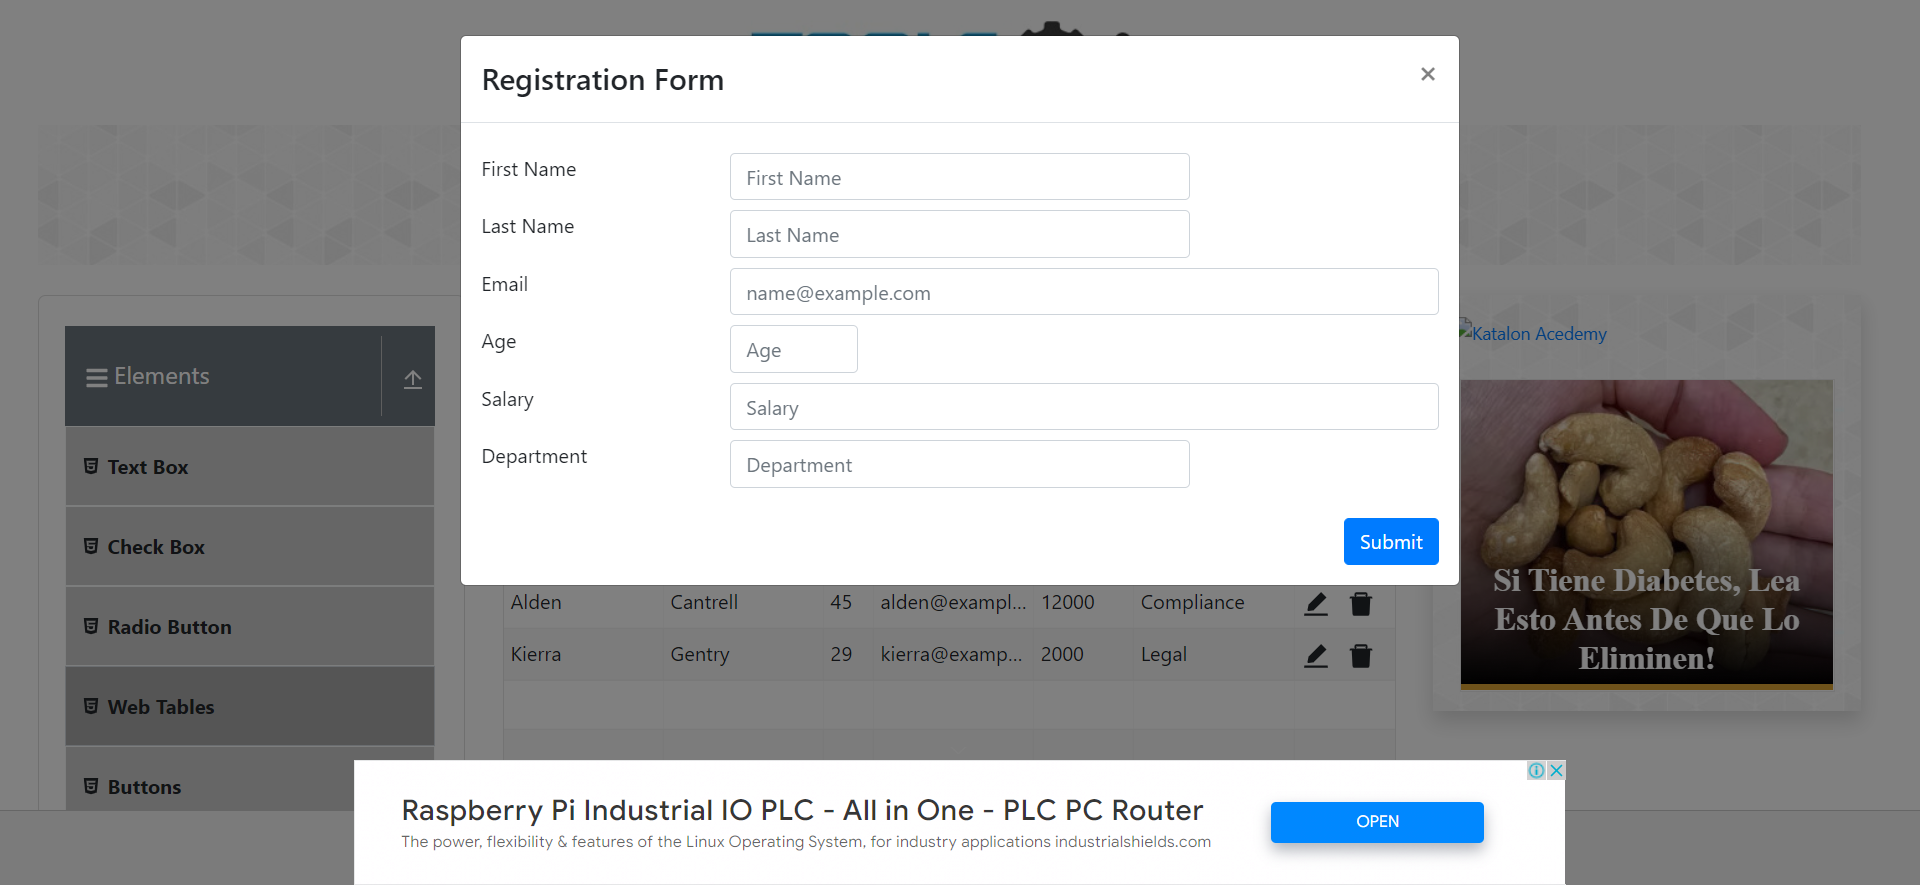 Registration Form
×
First Name
First Name
Last Name
Last Name
Email
name@example.com
Age
Age
Salary
Salary
Department
Department
Submit
Elements
Text Box
Check Box
Radio Button
Web Tables
Buttons
Alden Cantrell 45 alden@exampl... 12000 Compliance
Kierra Gentry 29 kierra@examp... 2000 Legal
Katalon Acedemy
Si Tiene Diabetes, Lea
Esto Antes De Que Lo
Eliminen!
Raspberry Pi Industrial IO PLC - All in One - PLC PC Router
The power, flexibility & features of the Linux Operating System, for industry applications industrialshields.com
OPEN